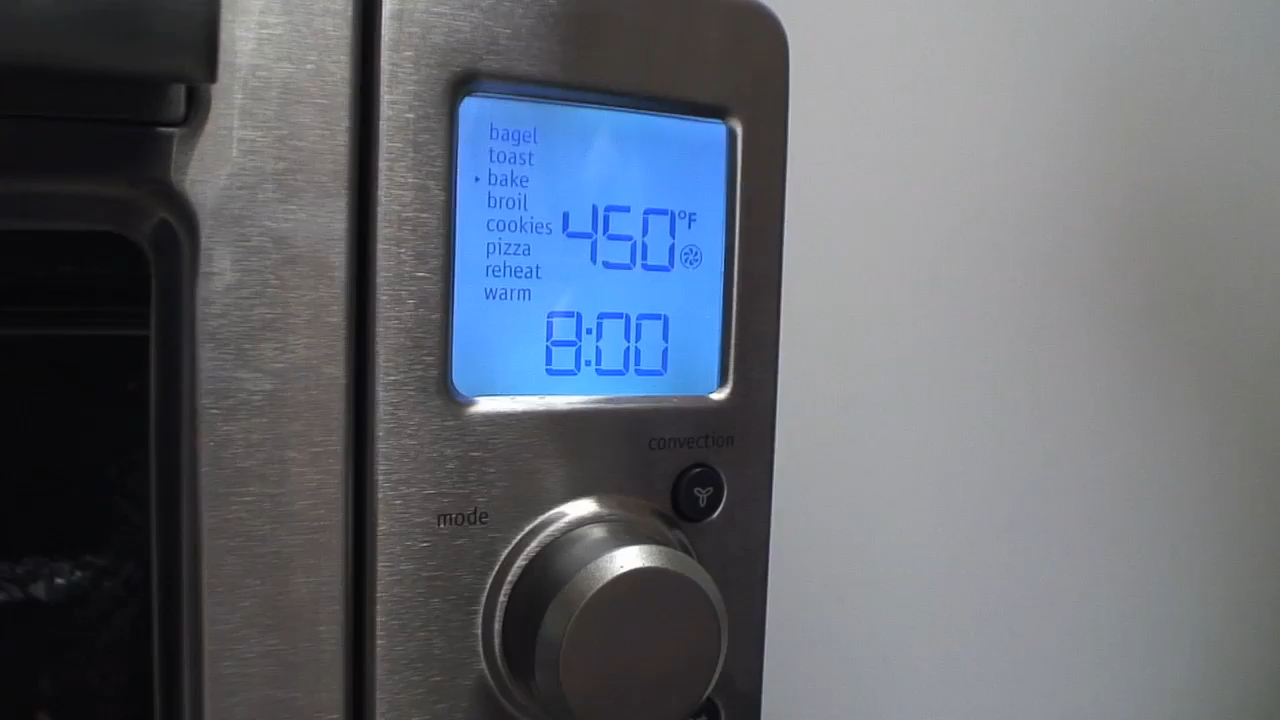 bagel
toast
bake
broil
cookies
pizza
reheat
warm
450°F
8:00
convection
mode